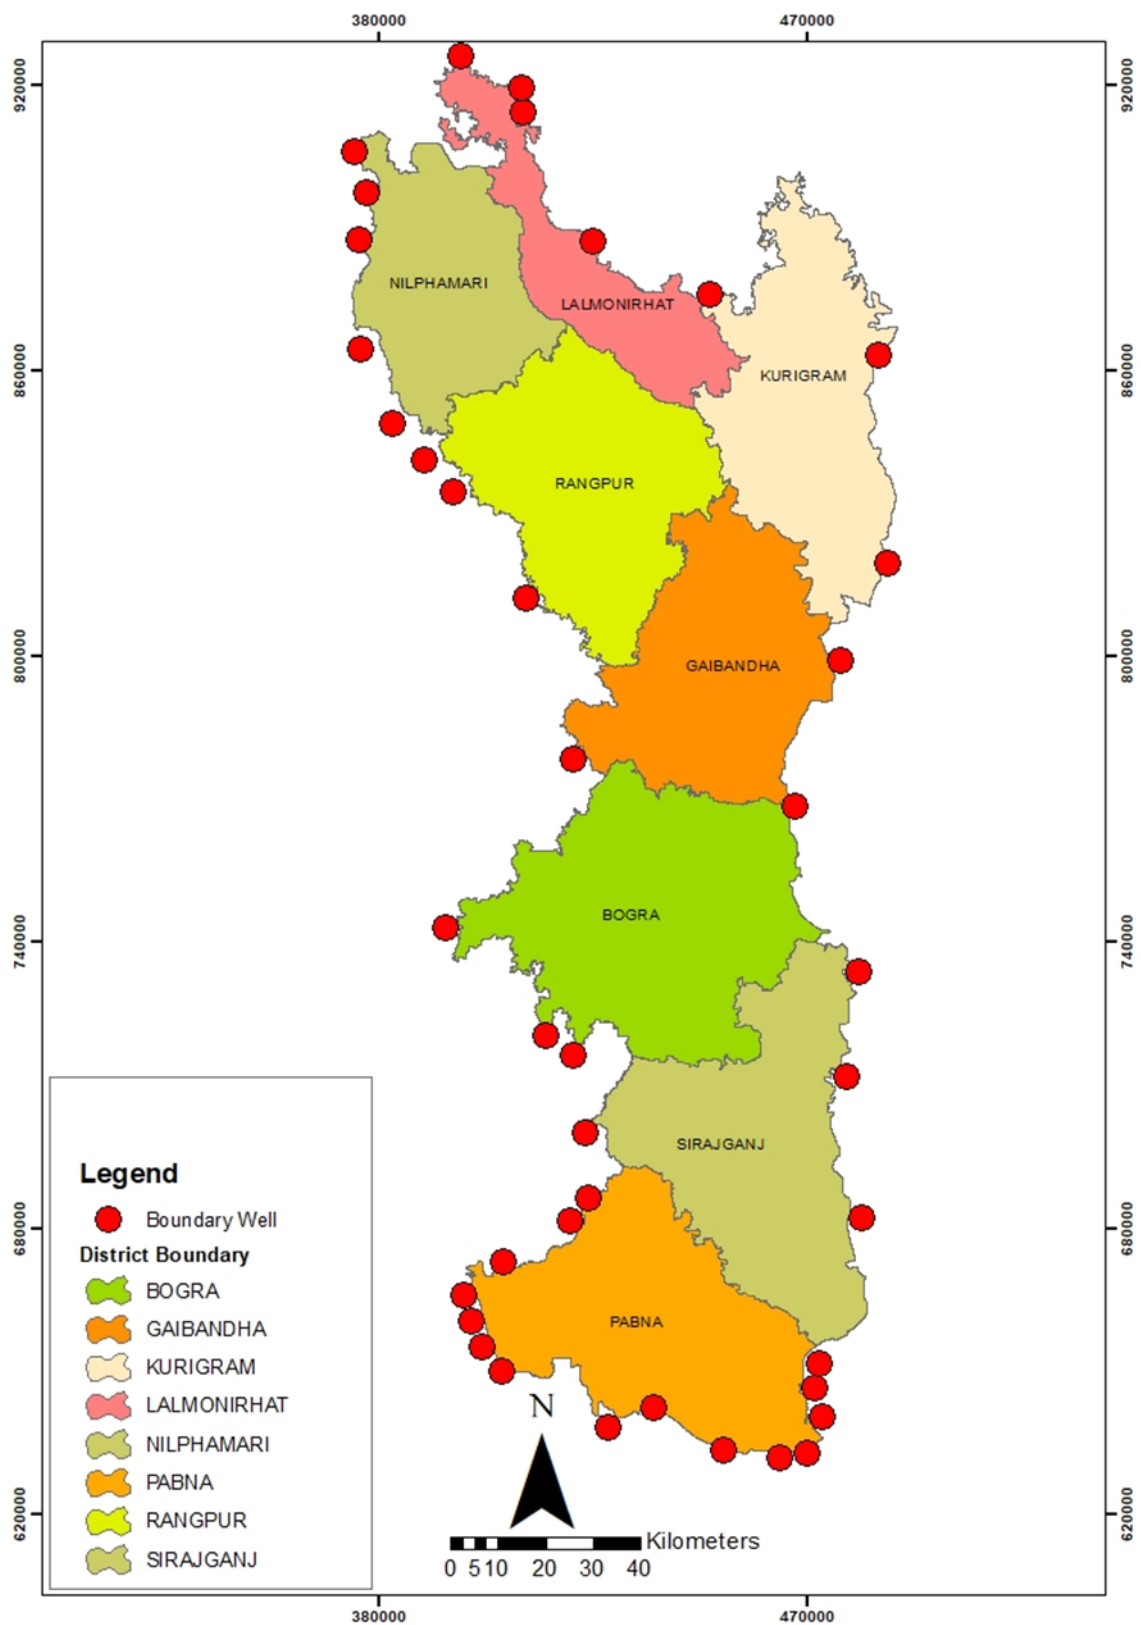 380000 470000
920000 920000
NILPHAMARI
LALMONIRHAT
860000 KURIGRAM 860000
RANGPUR
800000 GAIBANDHA 800000
BOGRA
740000 740000
SIRAJGANJ
Legend
Boundary Well
680000 680000
District Boundary
BOGRA
GAIBANDHA
KURIGRAM
LALMONIRHAT
NILPHAMARI
PABNA
RANGPUR
SIRAJGANJ
PABNA
N
620000 620000
Kilometers
0 5 10 20 30 40
380000 470000